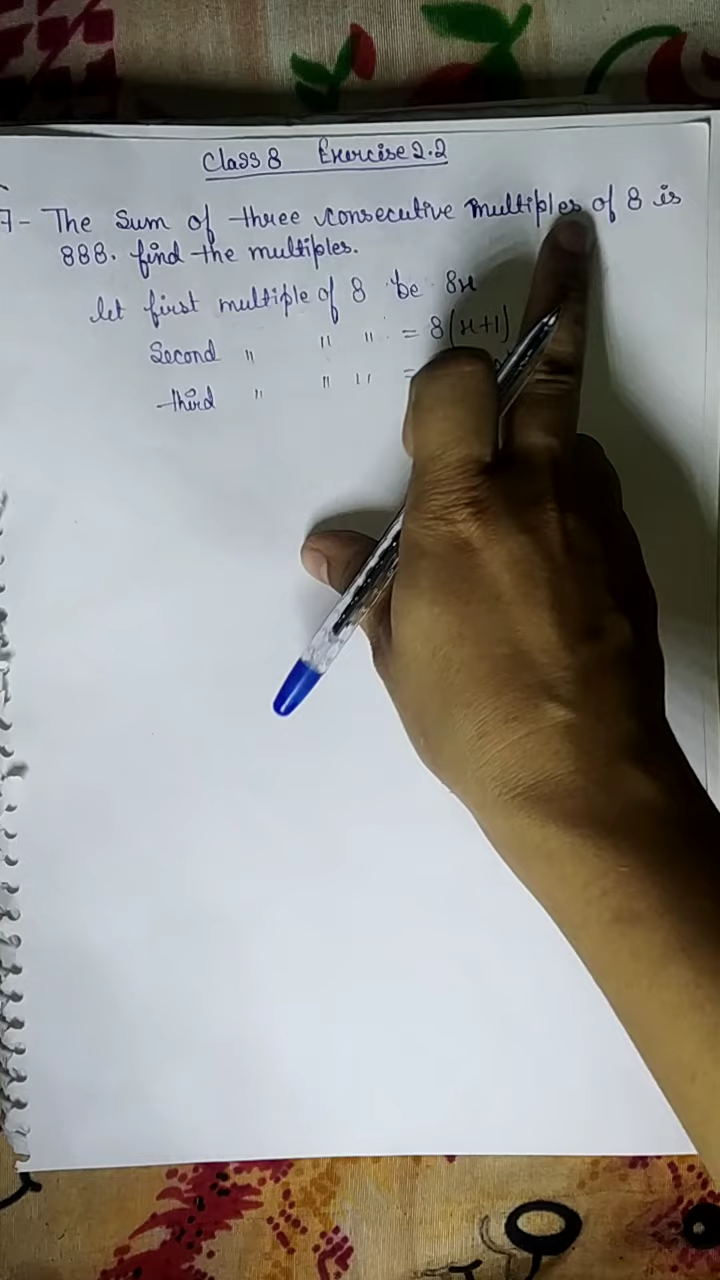 Class 8 Exercise 2.2
7- The Sum of three consecutive multiples of 8 is
888. find the multiples.
let first multiple of 8 be 8x
Second " " " = 8(x+1)
third " " " =